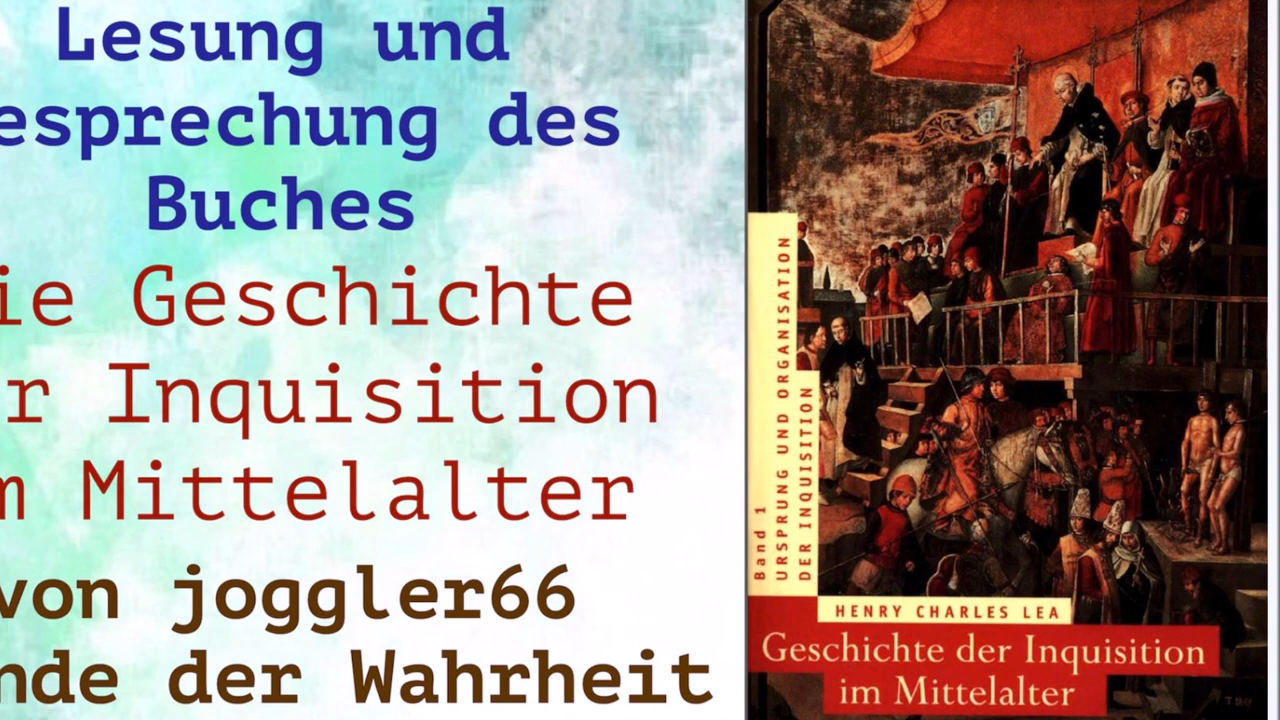 Lesung und
esprechung des
Buches
ie Geschichte
r Inquisition
m Mittelalter
von joggler66
nde der Wahrheit
Band 1
URSPRUNG UND ORGANISATION
DER INQUISITION
HENRY CHARLES LEA
Geschichte der Inquisition
im Mittelalter